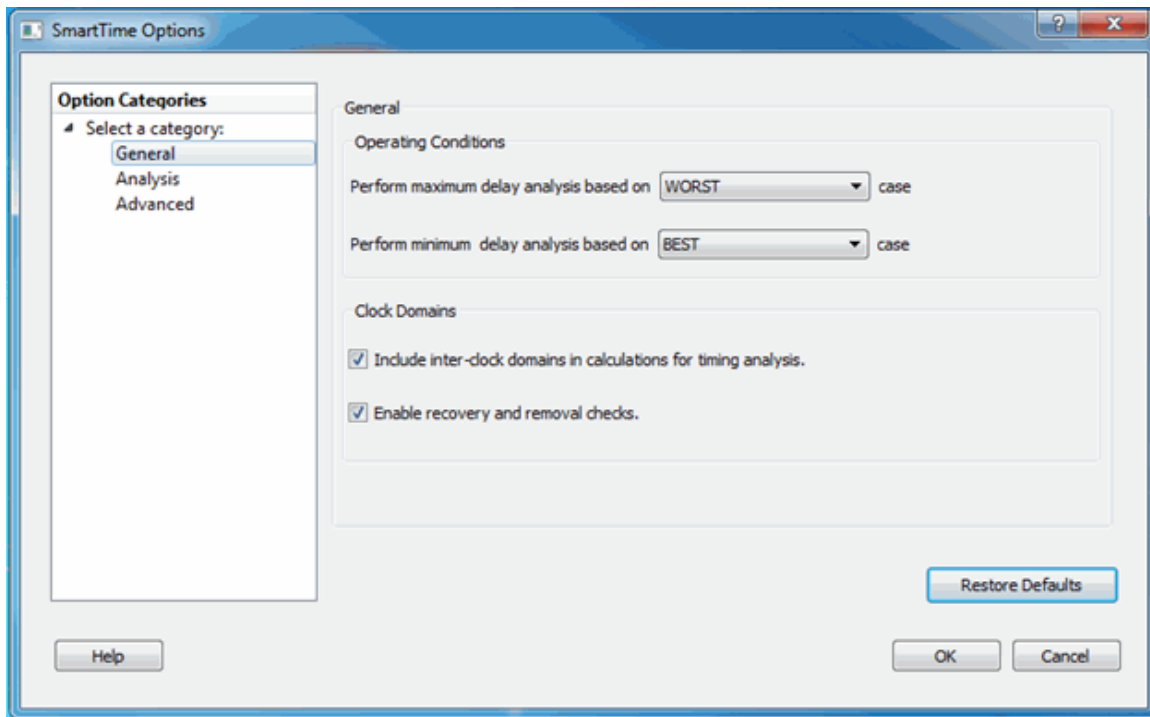 SmartTime Options
?
X
Option Categories
Select a category:
General
Analysis
Advanced
General
Operating Conditions
Perform maximum delay analysis based on WORST case
Perform minimum delay analysis based on BEST case
Clock Domains
Include inter-clock domains in calculations for timing analysis.
Enable recovery and removal checks.
Restore Defaults
Help OK Cancel